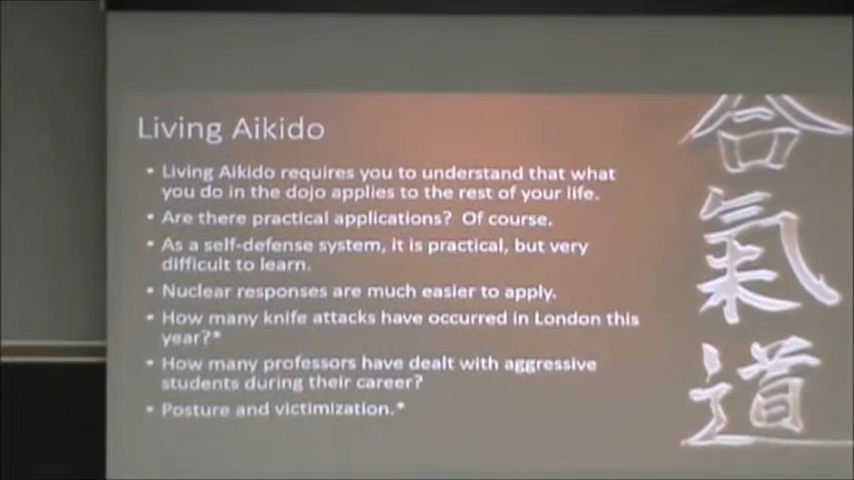 Living Aikido
• Living Aikido requires you to understand that what
you do in the dojo applies to the rest of your life.
• Are there practical applications? Of course.
• As a self-defense system, it is practical, but very
difficult to learn.
• Nuclear responses are much easier to apply.
• How many knife attacks have occurred in London this
year?*
• How many professors have dealt with aggressive
students during their career?
• Posture and victimization.*
合
氣
道